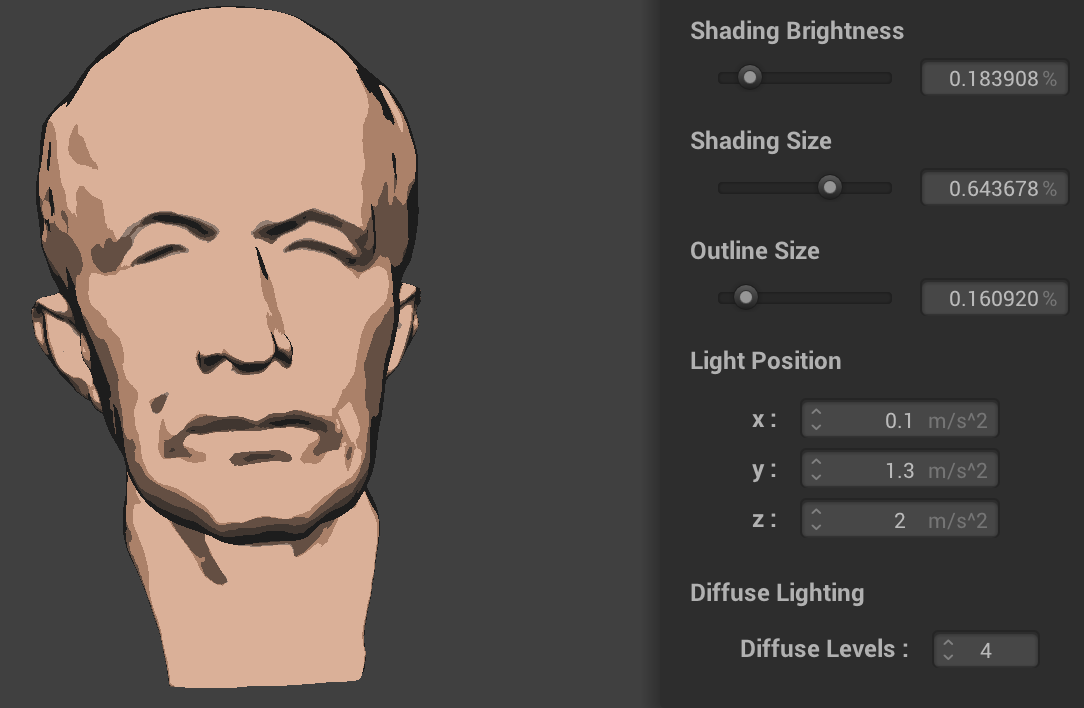 Shading Brightness
0.183908 %
Shading Size
0.643678 %
Outline Size
0.160920 %
Light Position
x : 0.1 m/s^2
y : 1.3 m/s^2
z : 2 m/s^2
Diffuse Lighting
Diffuse Levels : 4